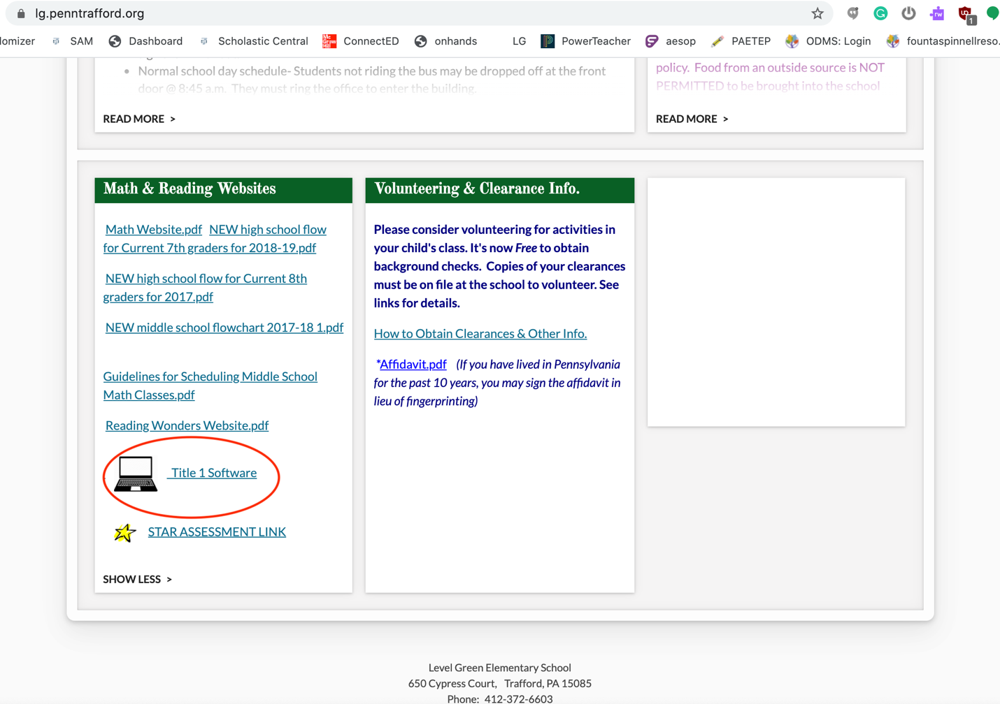 lg.penntrafford.org
1
lomizer SAM Dashboard Scholastic Central Mc Graw Hill ConnectED onhands LG PowerTeacher aesop PAETEP ODMS: Login fountaspinnellreso.
Normal school day schedule- Students not riding the bus may be dropped off at the front
door @ 8:45 a.m. They must ring the office to enter the building.
READ MORE >
policy. Food from an outside source is NOT
PERMITTED to be brought into the school
READ MORE >
Math & Reading Websites
Math Website.pdf NEW high school flow
for Current 7th graders for 2018-19.pdf
NEW high school flow for Current 8th
graders for 2017.pdf
NEW middle school flowchart 2017-18 1.pdf
Guidelines for Scheduling Middle School
Math Classes.pdf
Reading Wonders Website.pdf
Title 1 Software
STAR ASSESSMENT LINK
SHOW LESS >
Volunteering & Clearance Info.
Please consider volunteering for activities in
your child's class. It's now Free to obtain
background checks. Copies of your clearances
must be on file at the school to volunteer. See
links for details.
How to Obtain Clearances & Other Info.
*Affidavit.pdf (If you have lived in Pennsylvania
for the past 10 years, you may sign the affidavit in
lieu of fingerprinting)
Level Green Elementary School
650 Cypress Court, Trafford, PA 15085
Phone: 412-372-6603